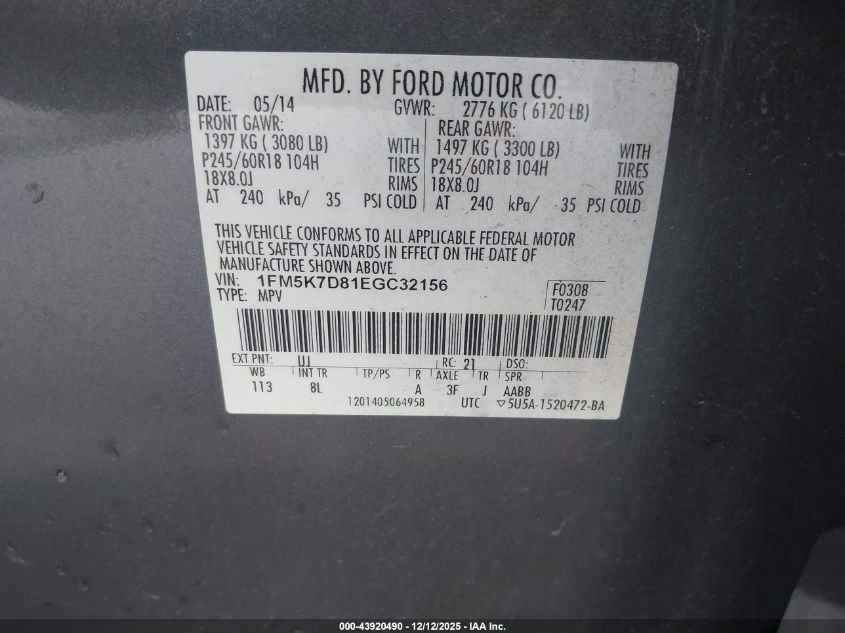 MFD. BY FORD MOTOR CO.
DATE: 05/14 GVWR: 2776 KG ( 6120 LB)
FRONT GAWR: REAR GAWR:
1397 KG ( 3080 LB) WITH 1497 KG ( 3300 LB) WITH
P245/60R18 104H TIRES P245/60R18 104H TIRES
18X8.0J RIMS 18X8.0J RIMS
AT 240 kPa/ 35 PSI COLD AT 240 kPa/ 35 PSI COLD
THIS VEHICLE CONFORMS TO ALL APPLICABLE FEDERAL MOTOR
VEHICLE SAFETY STANDARDS IN EFFECT ON THE DATE OF
MANUFACTURE SHOWN ABOVE.
VIN: 1FM5K7D81EGC32156 F0308
TYPE: MPV T0247
EXT PNT: UJ RC: 21 DSO:
WB INT TR TP/PS R AXLE TR SPR
113 8L A 3F J AABB
1201405064958 UTC ▽5U5A-1520472-BA
000-43920490 - 12/12/2025 - IAA Inc.